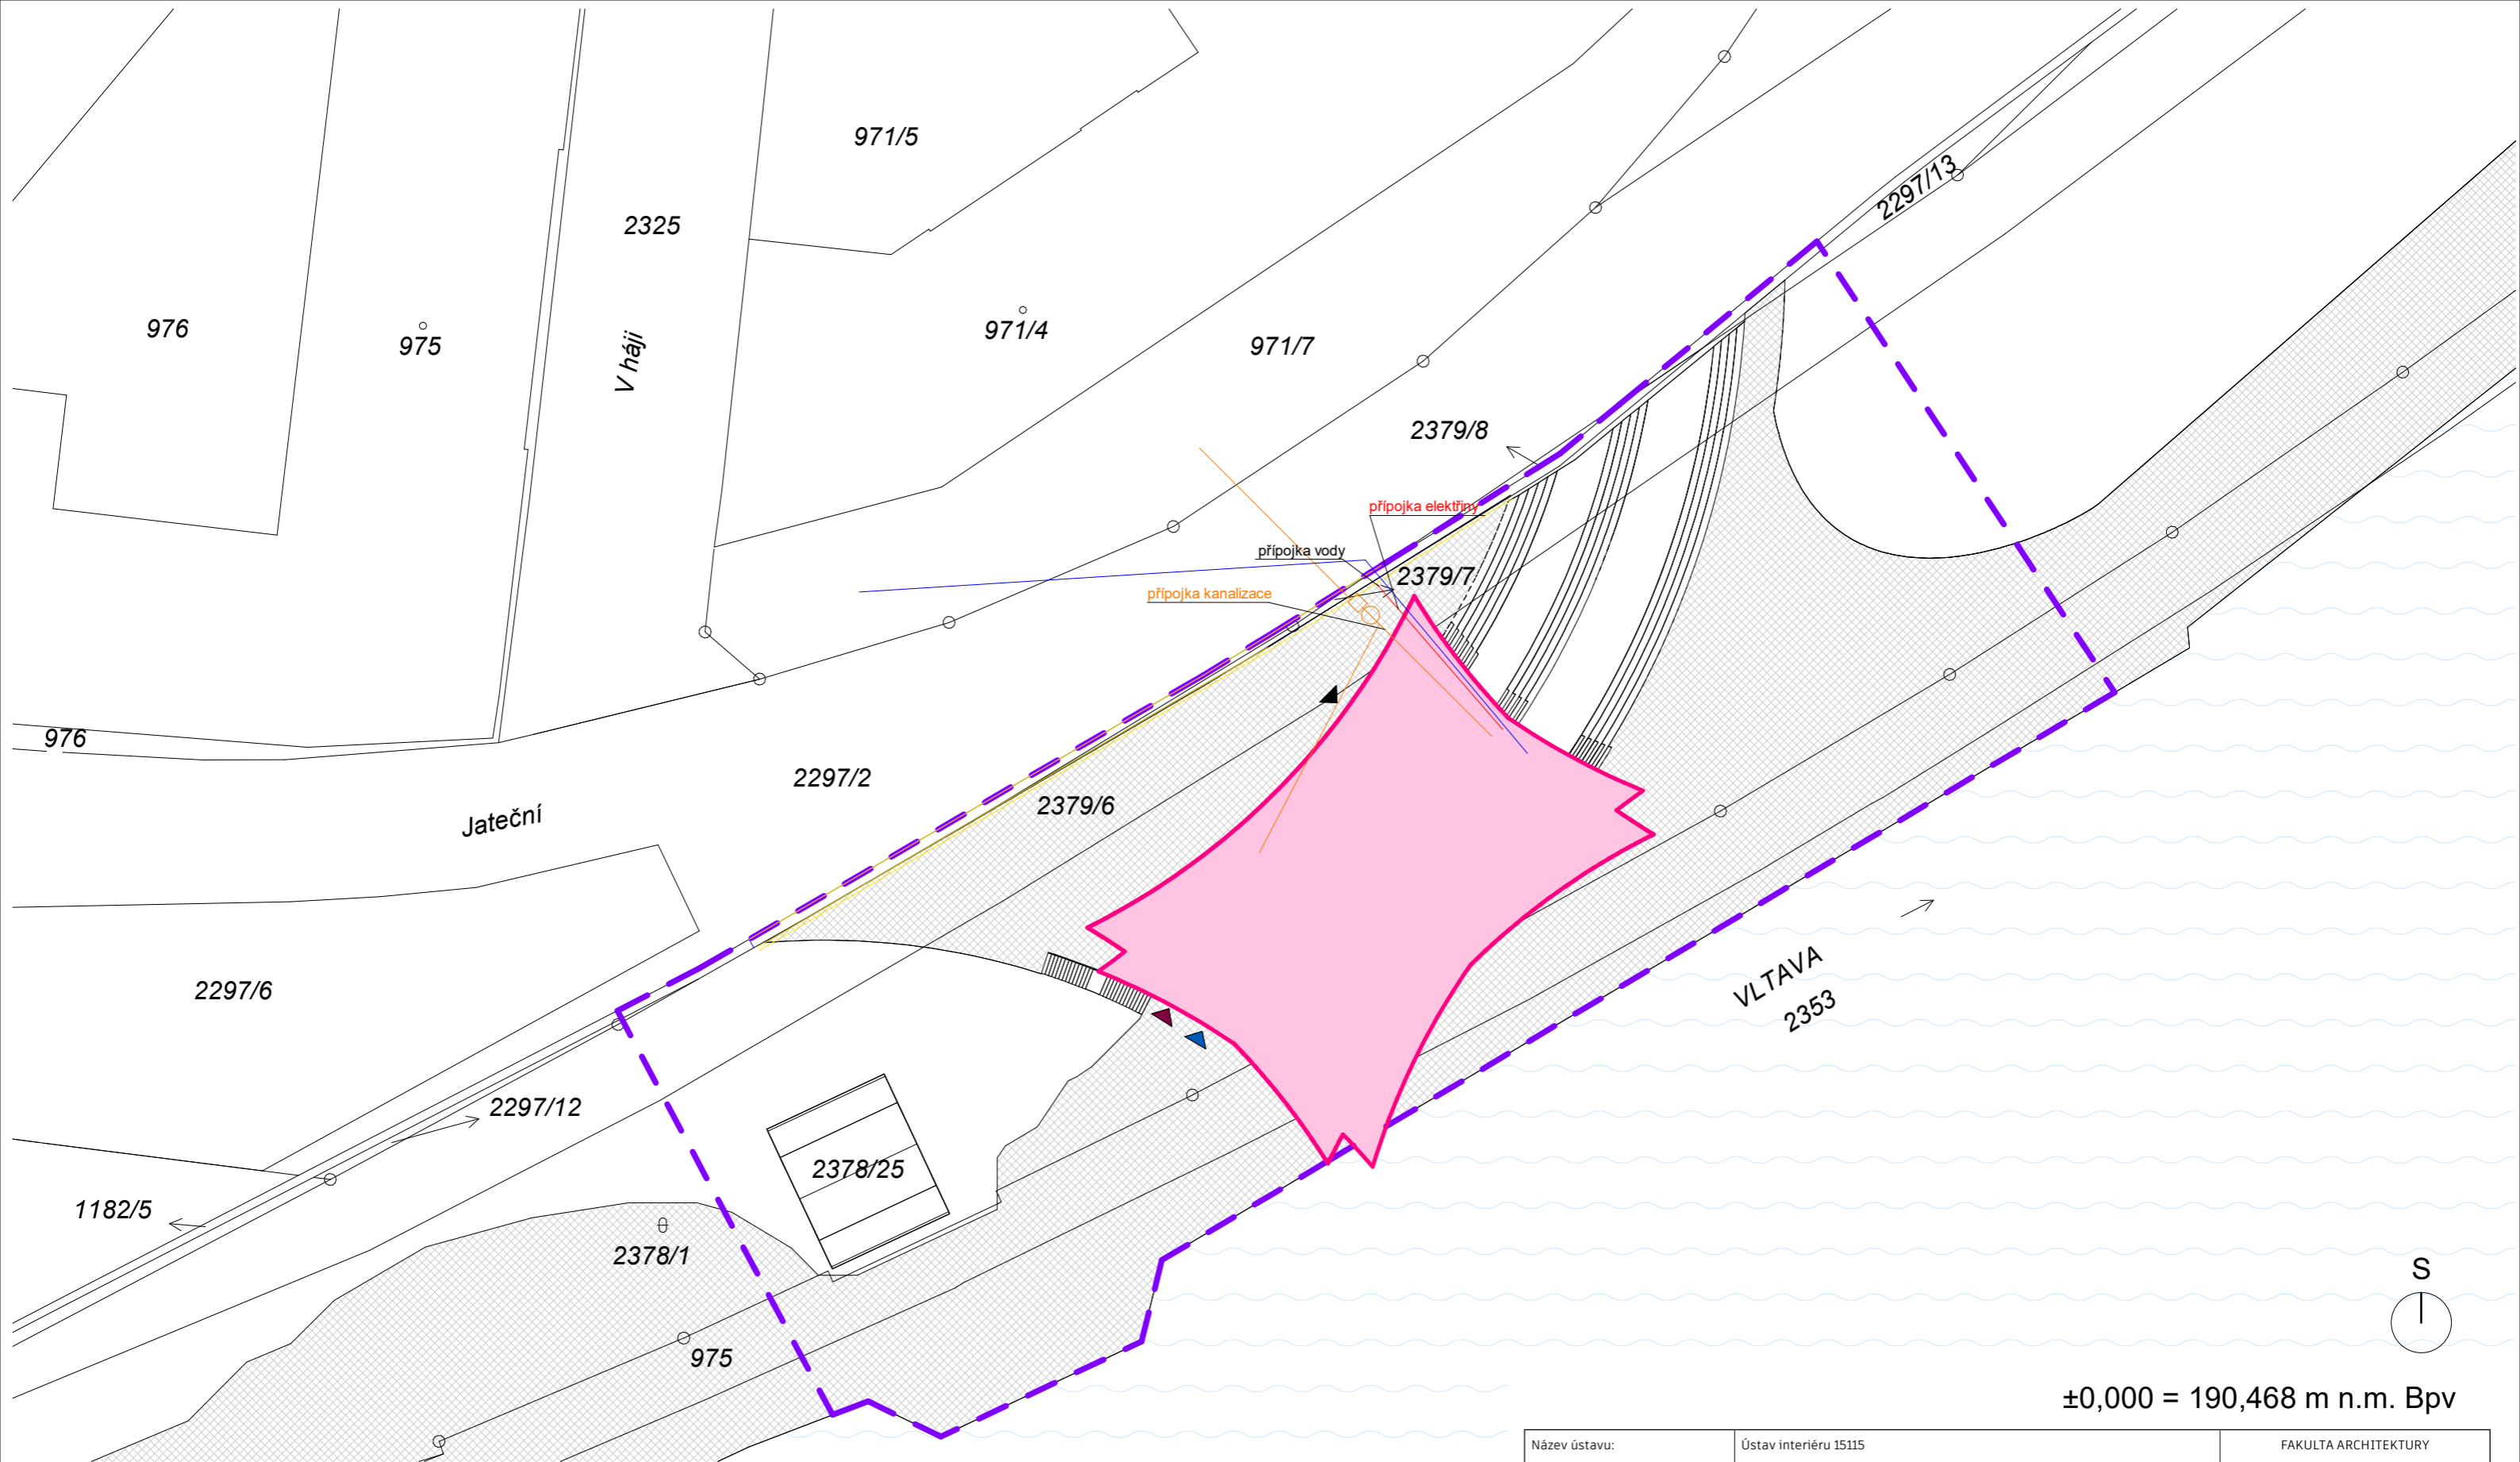 971/5
2297/13
2325
976
975
971/4
V háji
971/7
2379/8
přípojka elektřiny
přípojka vody
2379/7
přípojka kanalizace
976
2297/2
2379/6
Jateční
VLTAVA
2353
2297/6
2297/12
2378/25
1182/5
2378/1
975
S
±0,000 = 190,468 m n.m. Bpv
Název ústavu: Ústav interiéru 15115 FAKULTA ARCHITEKTURY